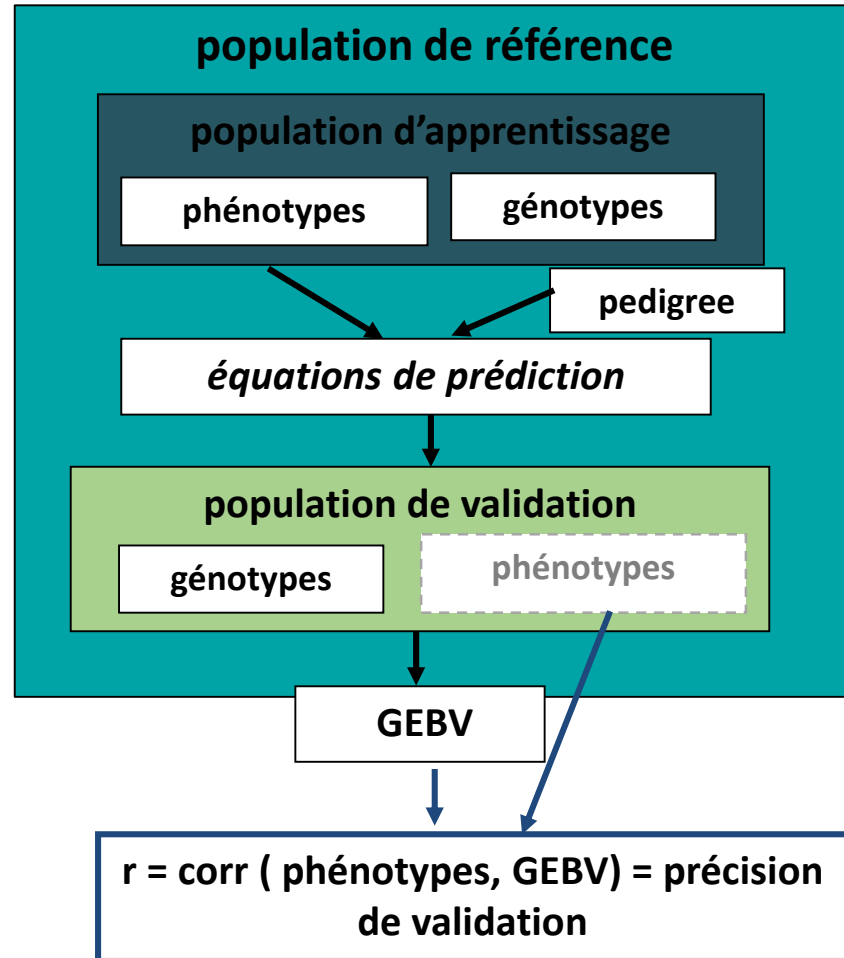 population de référence
population d’apprentissage
phénotypes
génotypes
pedigree
équations de prédiction
population de validation
génotypes
phénotypes
GEBV
r = corr ( phénotypes, GEBV) = précision
de validation